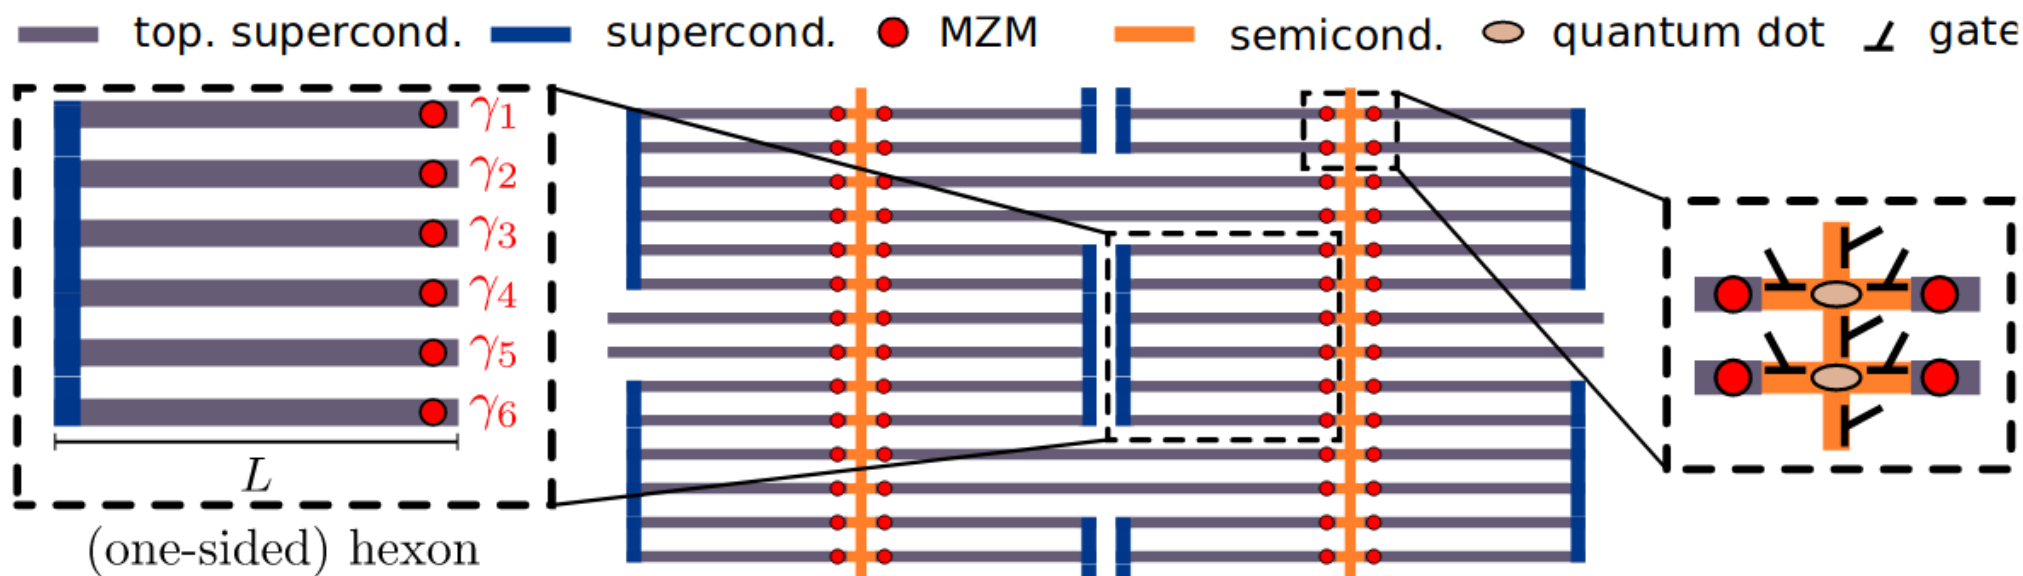 top. supercond. supercond. MZM semicond. quantum dot gate
γ1
γ2
γ3
γ4
γ5
γ6
L
(one-sided) hexon